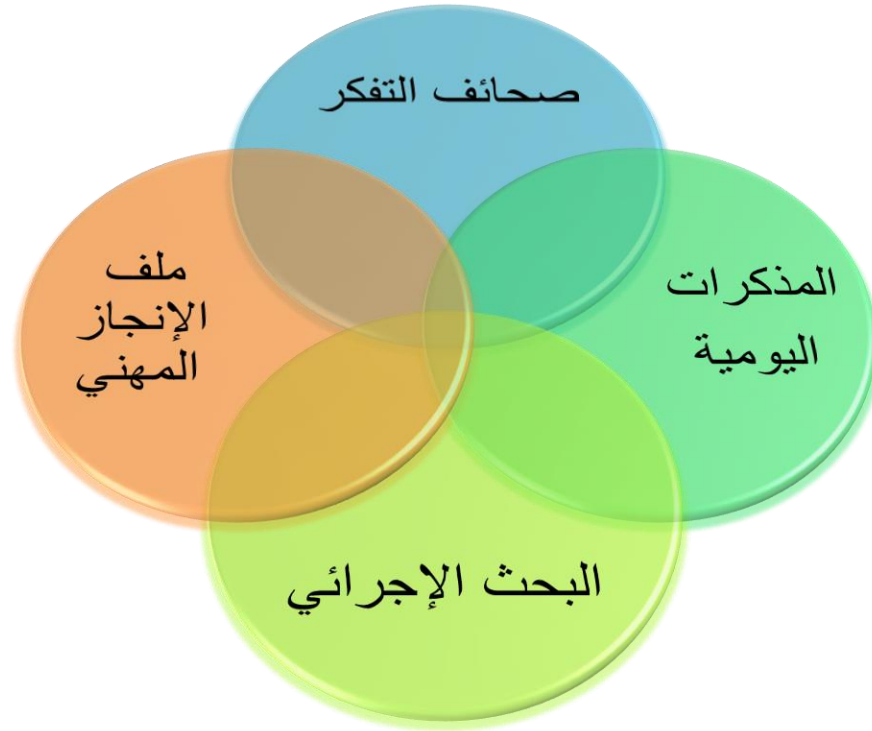 صحائف التفكر
المذكرات
اليومية
ملف
الإنجاز
المهني
البحث الإجرائي